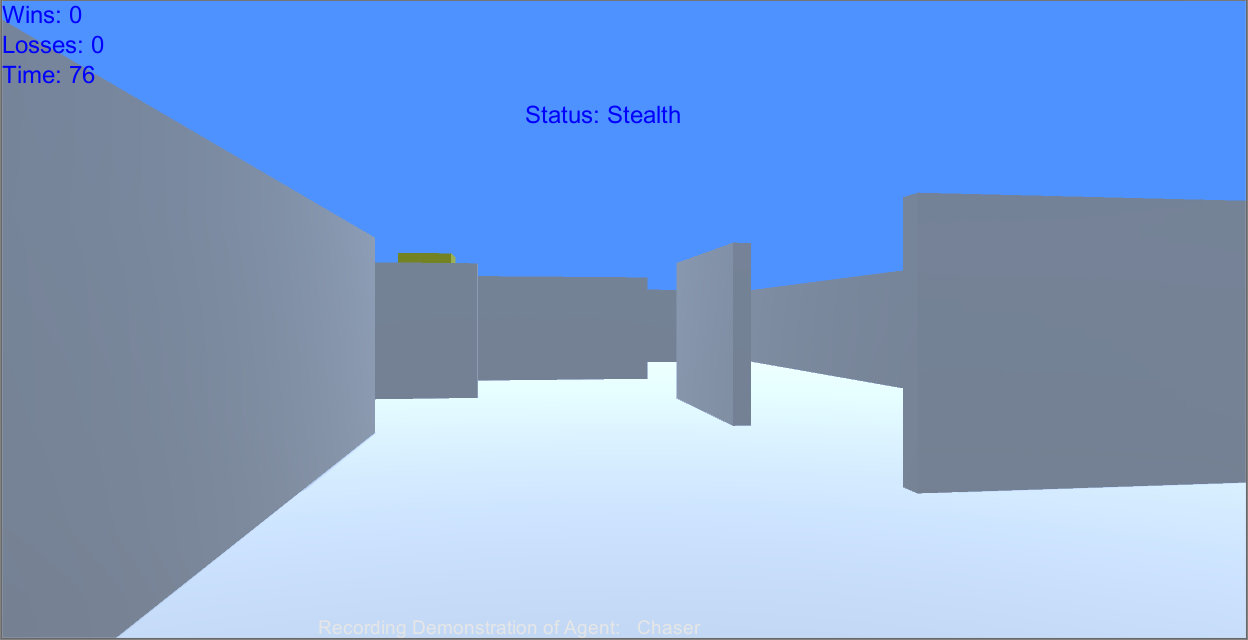 Wins: 0
Losses: 0
Time: 76
Status: Stealth
Recording Demonstration of Agent: Chaser